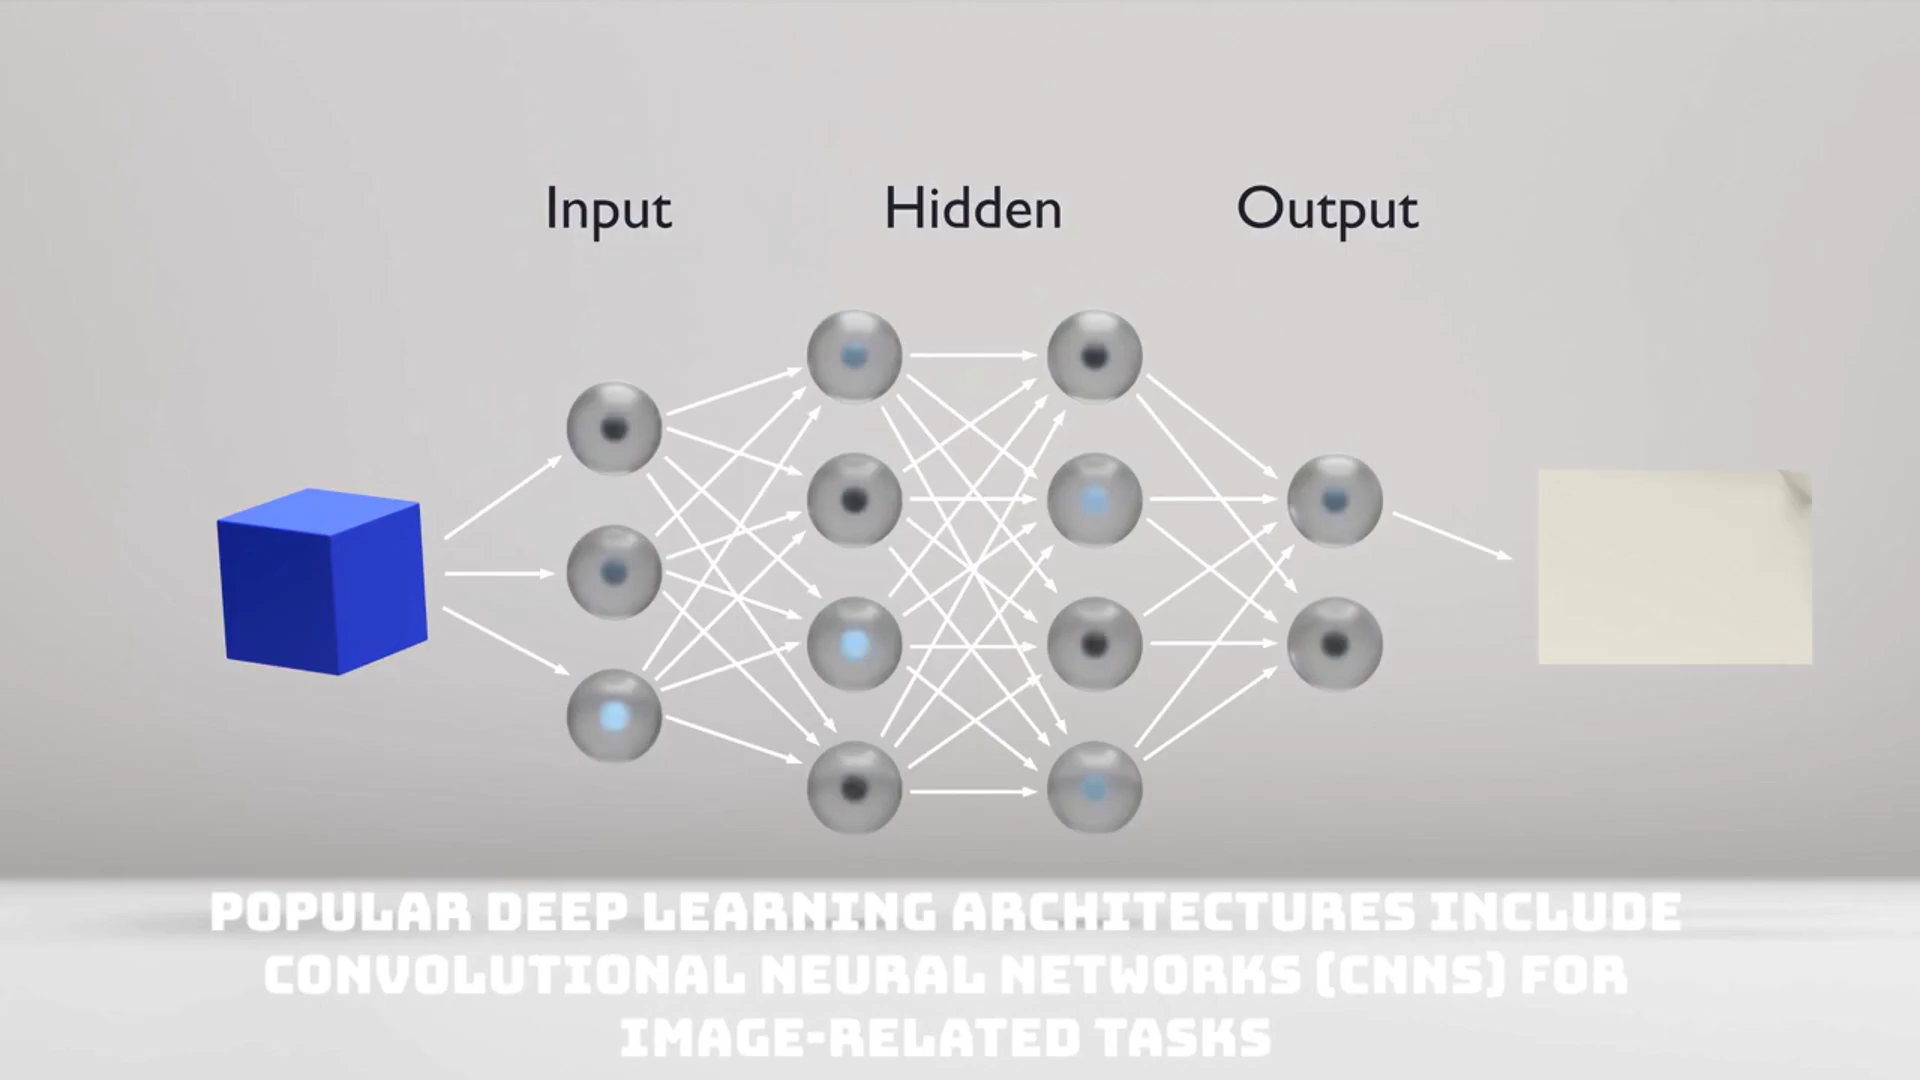 Input Hidden Output
POPULAR DEEP LEARNING ARCHITECTURES INCLUDE
CONVOLUTIONAL NEURAL NETWORKS (CNNS) FOR
IMAGE-RELATED TASKS